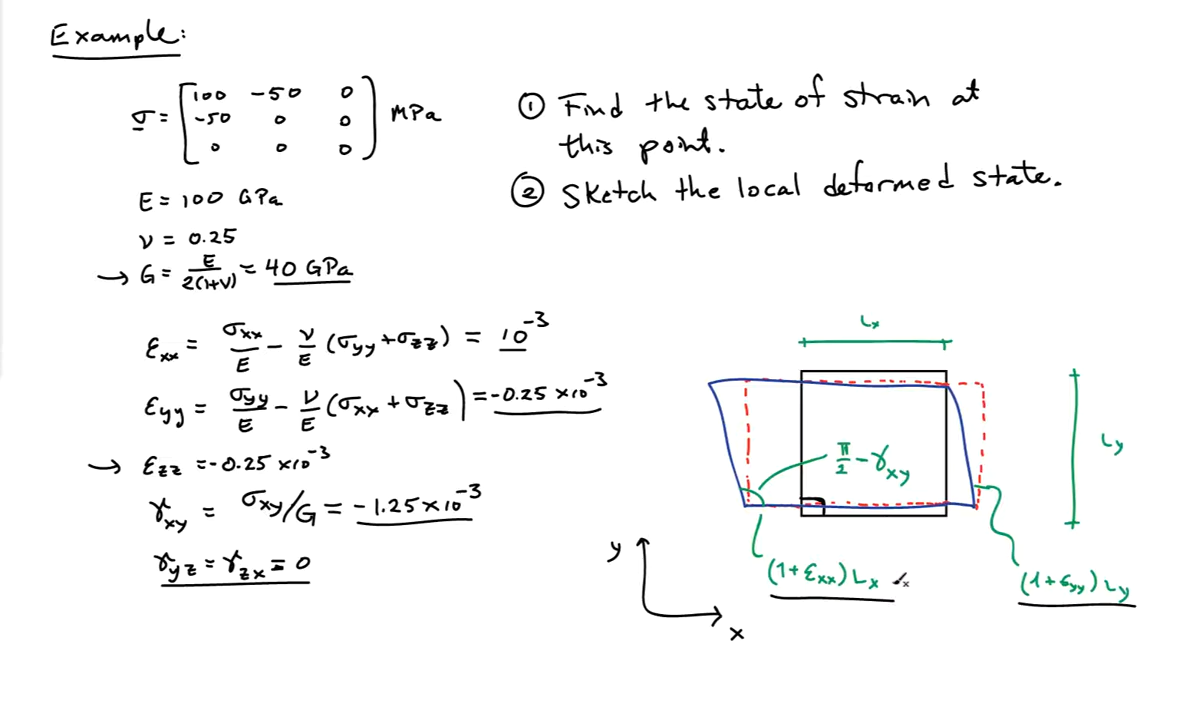 Example:
σ = [100 -50 0
-50 0 0
0 0 0] MPa
① Find the state of strain at
this point.
② Sketch the local deformed state.
E = 100 GPa
ν = 0.25
→ G = E/2(1+ν) = 40 GPa
εxx = σxx/E - ν/E (σyy + σzz) = 10^-3
εyy = σyy/E - ν/E (σxx + σzz) = -0.25 × 10^-3
→ εzz = -0.25 × 10^-3
γxy = σxy/G = -1.25 × 10^-3
γyz = γzx = 0
Lx
Ly
π/2 - γxy
(1+εxx) Lx
(1+εyy) Ly
y
x